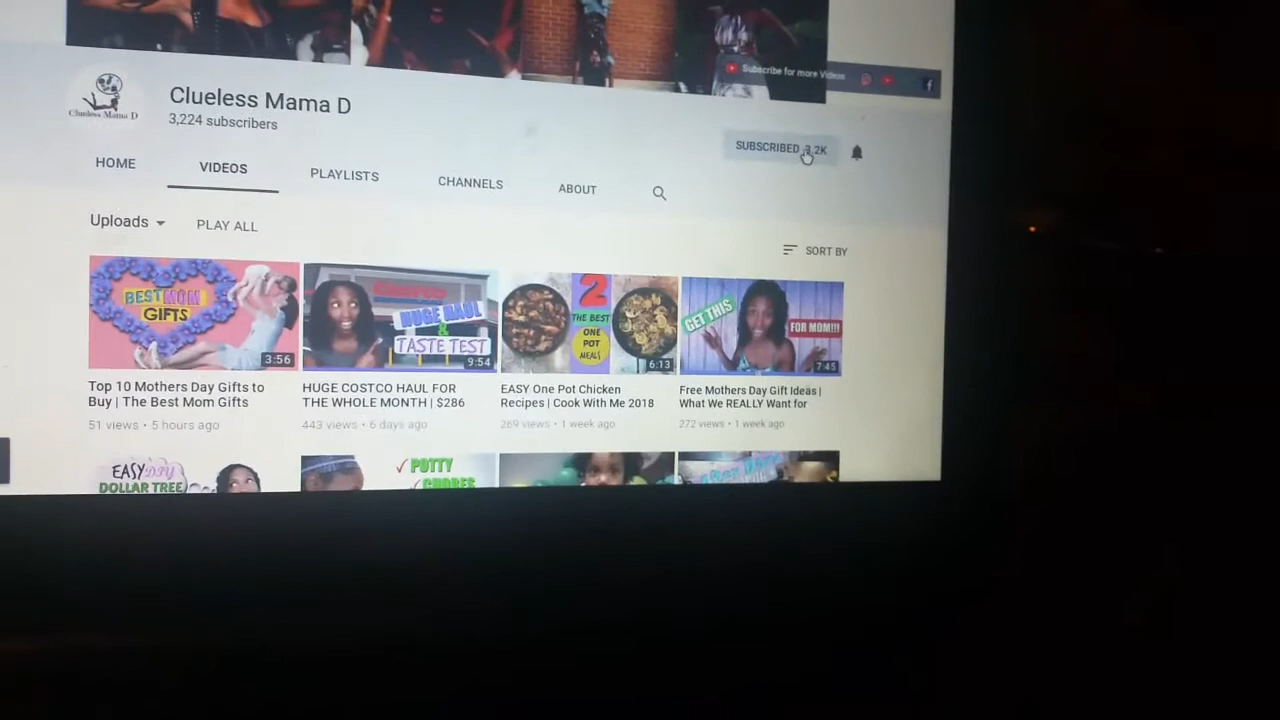 Subscribe for more Videos
Clueless Mama D
Clueless Mama D
3,224 subscribers
SUBSCRIBED 3.2K
HOME
VIDEOS
PLAYLISTS
CHANNELS
ABOUT
Uploads
PLAY ALL
SORT BY
BEST MOM
GIFTS
3:56
COSTCO
HUGE HAUL
&
TASTE TEST
9:54
2
THE BEST
ONE
POT
MEALS
6:13
GET THIS
FOR MOM!!!
7:45
Top 10 Mothers Day Gifts to
Buy | The Best Mom Gifts
51 views • 5 hours ago
HUGE COSTCO HAUL FOR
THE WHOLE MONTH | $286
443 views • 6 days ago
EASY One Pot Chicken
Recipes | Cook With Me 2018
269 views • 1 week ago
Free Mothers Day Gift Ideas |
What We REALLY Want for
272 views • 1 week ago
EASY DIY
DOLLAR TREE
POTTY
CHORES